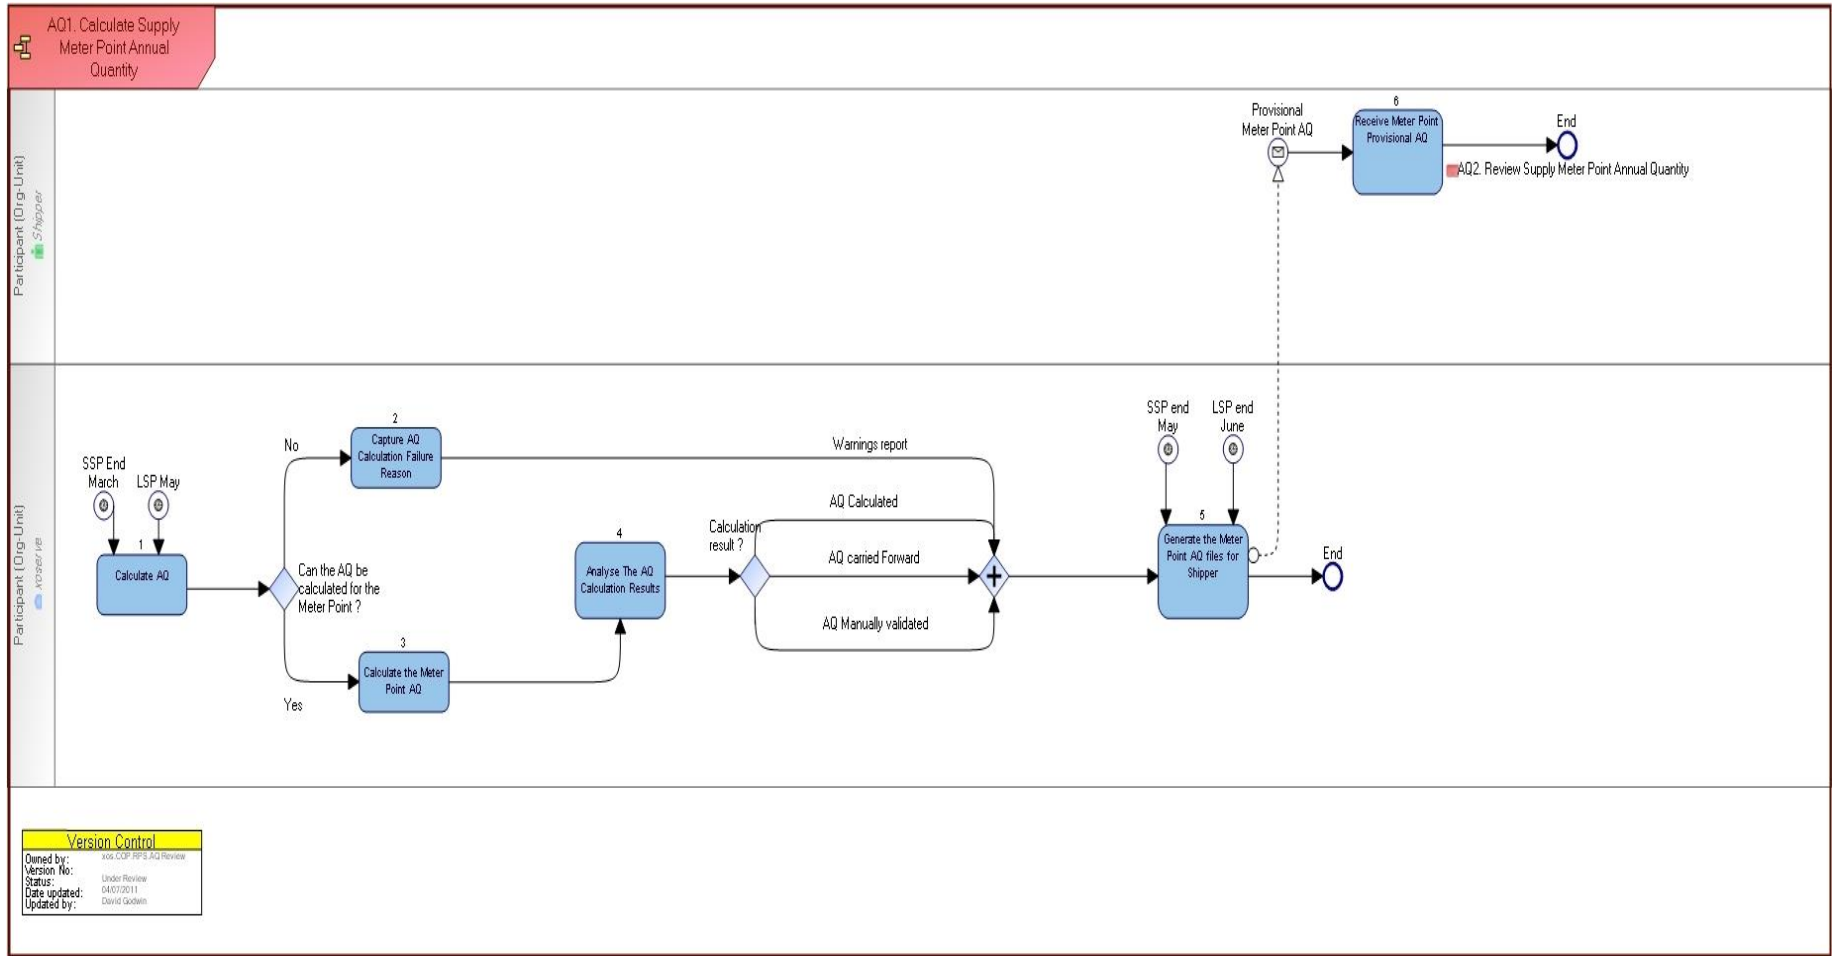 AQ1. Calculate Supply
Meter Point Annual
Quantity
Participant (Org-Unit)
Shipper
Provisional
Meter Point AQ
6
Receive Meter Point
Provisional AQ
End
AQ2. Review Supply Meter Point Annual Quantity
Participant (Org-Unit)
xoserve
SSP End
March
LSP May
1
Calculate AQ
No
Can the AQ be
calculated for the
Meter Point ?
Yes
2
Capture AQ
Calculation Failure
Reason
3
Calculate the Meter
Point AQ
4
Analyse The AQ
Calculation Results
Calculation
result ?
Warnings report
AQ Calculated
AQ carried Forward
AQ Manually validated
SSP end
May
LSP end
June
5
Generate the Meter
Point AQ files for
Shipper
End
Version Control
Owned by: xos.COP.RPS.AQ Review
Version No:
Status: Under Review
Date updated: 04/07/2011
Updated by: David Godwin